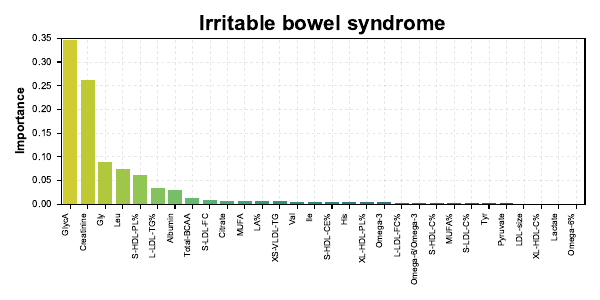 Irritable bowel syndrome
Importance
0.35
0.30
0.25
0.20
0.15
0.10
0.05
0.00
GlycA
Creatinine
Gly
Leu
S-HDL-PL%
L-LDL-TG%
Albumin
Total-BCAA
S-LDL-FC
Citrate
MUFA
LA%
XS-VLDL-TG
Val
Ile
S-HDL-CE%
His
XL-HDL-PL%
Omega-3
L-LDL-FC%
Omega-6/Omega-3
S-HDL-C%
MUFA%
S-LDL-C%
Tyr
Pyruvate
LDL-size
XL-HDL-C%
Lactate
Omega-6%